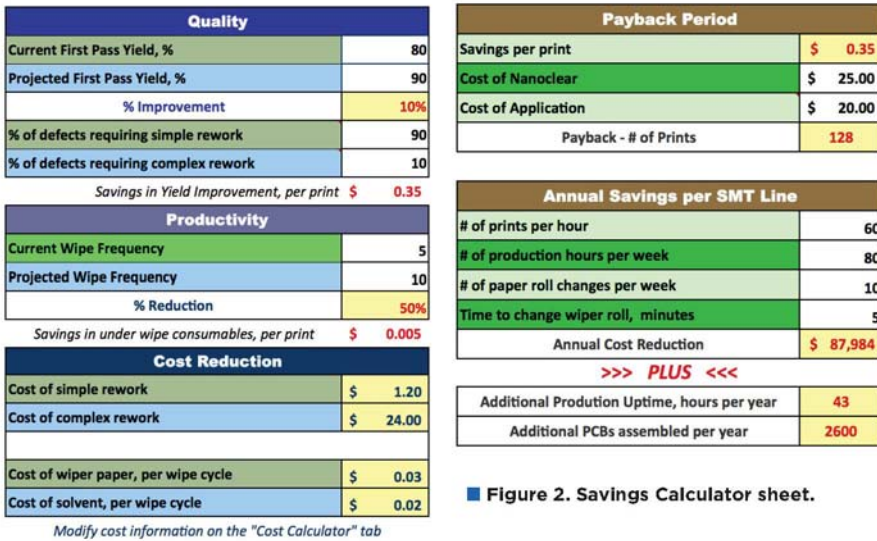 Quality
Current First Pass Yield, % 80
Projected First Pass Yield, % 90
% Improvement 10%
% of defects requiring simple rework 90
% of defects requiring complex rework 10
Savings in Yield Improvement, per print $ 0.35
Productivity
Current Wipe Frequency 5
Projected Wipe Frequency 10
% Reduction 50%
Savings in under wipe consumables, per print $ 0.005
Cost Reduction
Cost of simple rework $ 1.20
Cost of complex rework $ 24.00
Cost of wiper paper, per wipe cycle $ 0.03
Cost of solvent, per wipe cycle $ 0.02
Modify cost information on the "Cost Calculator" tab
Payback Period
Savings per print $ 0.35
Cost of Nanoclear $ 25.00
Cost of Application $ 20.00
Payback - # of Prints 128
Annual Savings per SMT Line
# of prints per hour 60
# of production hours per week 80
# of paper roll changes per week 10
Time to change wiper roll, minutes 5
Annual Cost Reduction $ 87,984
>>> PLUS <<<
Additional Prodution Uptime, hours per year 43
Additional PCBs assembled per year 2600
Figure 2. Savings Calculator sheet.